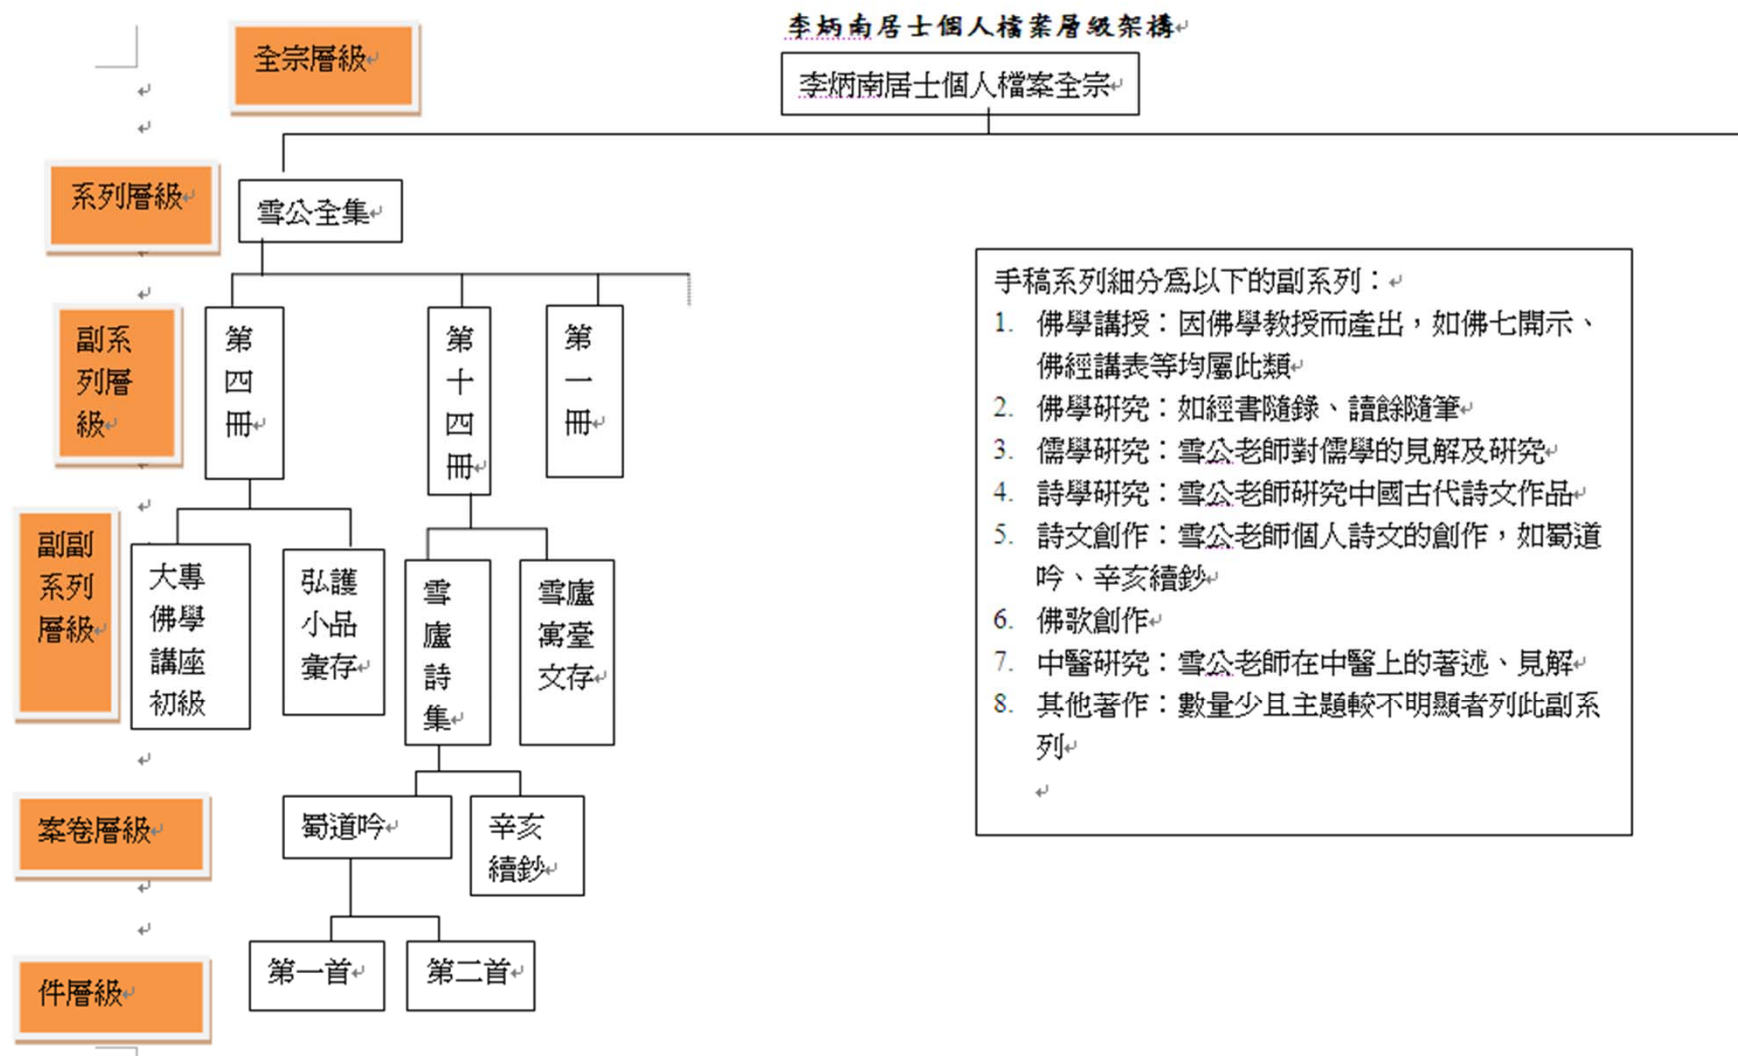 李炳南居士個人檔案層級架構
全宗層級
李炳南居士個人檔案全宗
系列層級
雪公全集
副系
列層
級
第
四
冊
第
十
四
冊
第
一
冊
副副
系列
層級
大專
佛學
講座
初級
弘護
小品
彙存
雪
廬
詩
集
雪廬
寓臺
文存
案卷層級
蜀道吟
辛亥
續鈔
件層級
第一首
第二首
手稿系列細分為以下的副系列：
1. 佛學講授：因佛學教授而產出，如佛七開示、
佛經講表等均屬此類
2. 佛學研究：如經書隨錄、讀餘隨筆
3. 儒學研究：雪公老師對儒學的見解及研究
4. 詩學研究：雪公老師研究中國古代詩文作品
5. 詩文創作：雪公老師個人詩文的創作，如蜀道
吟、辛亥續鈔
6. 佛歌創作
7. 中醫研究：雪公老師在中醫上的著述、見解
8. 其他著作：數量少且主題較不明顯者列此副系
列